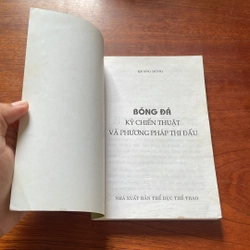 BÓNG ĐÁ
KỸ CHIẾN THUẬT
VÀ PHƯƠNG PHÁP THI ĐẤU
NHÀ XUẤT BẢN THỂ DỤC THỂ THAO